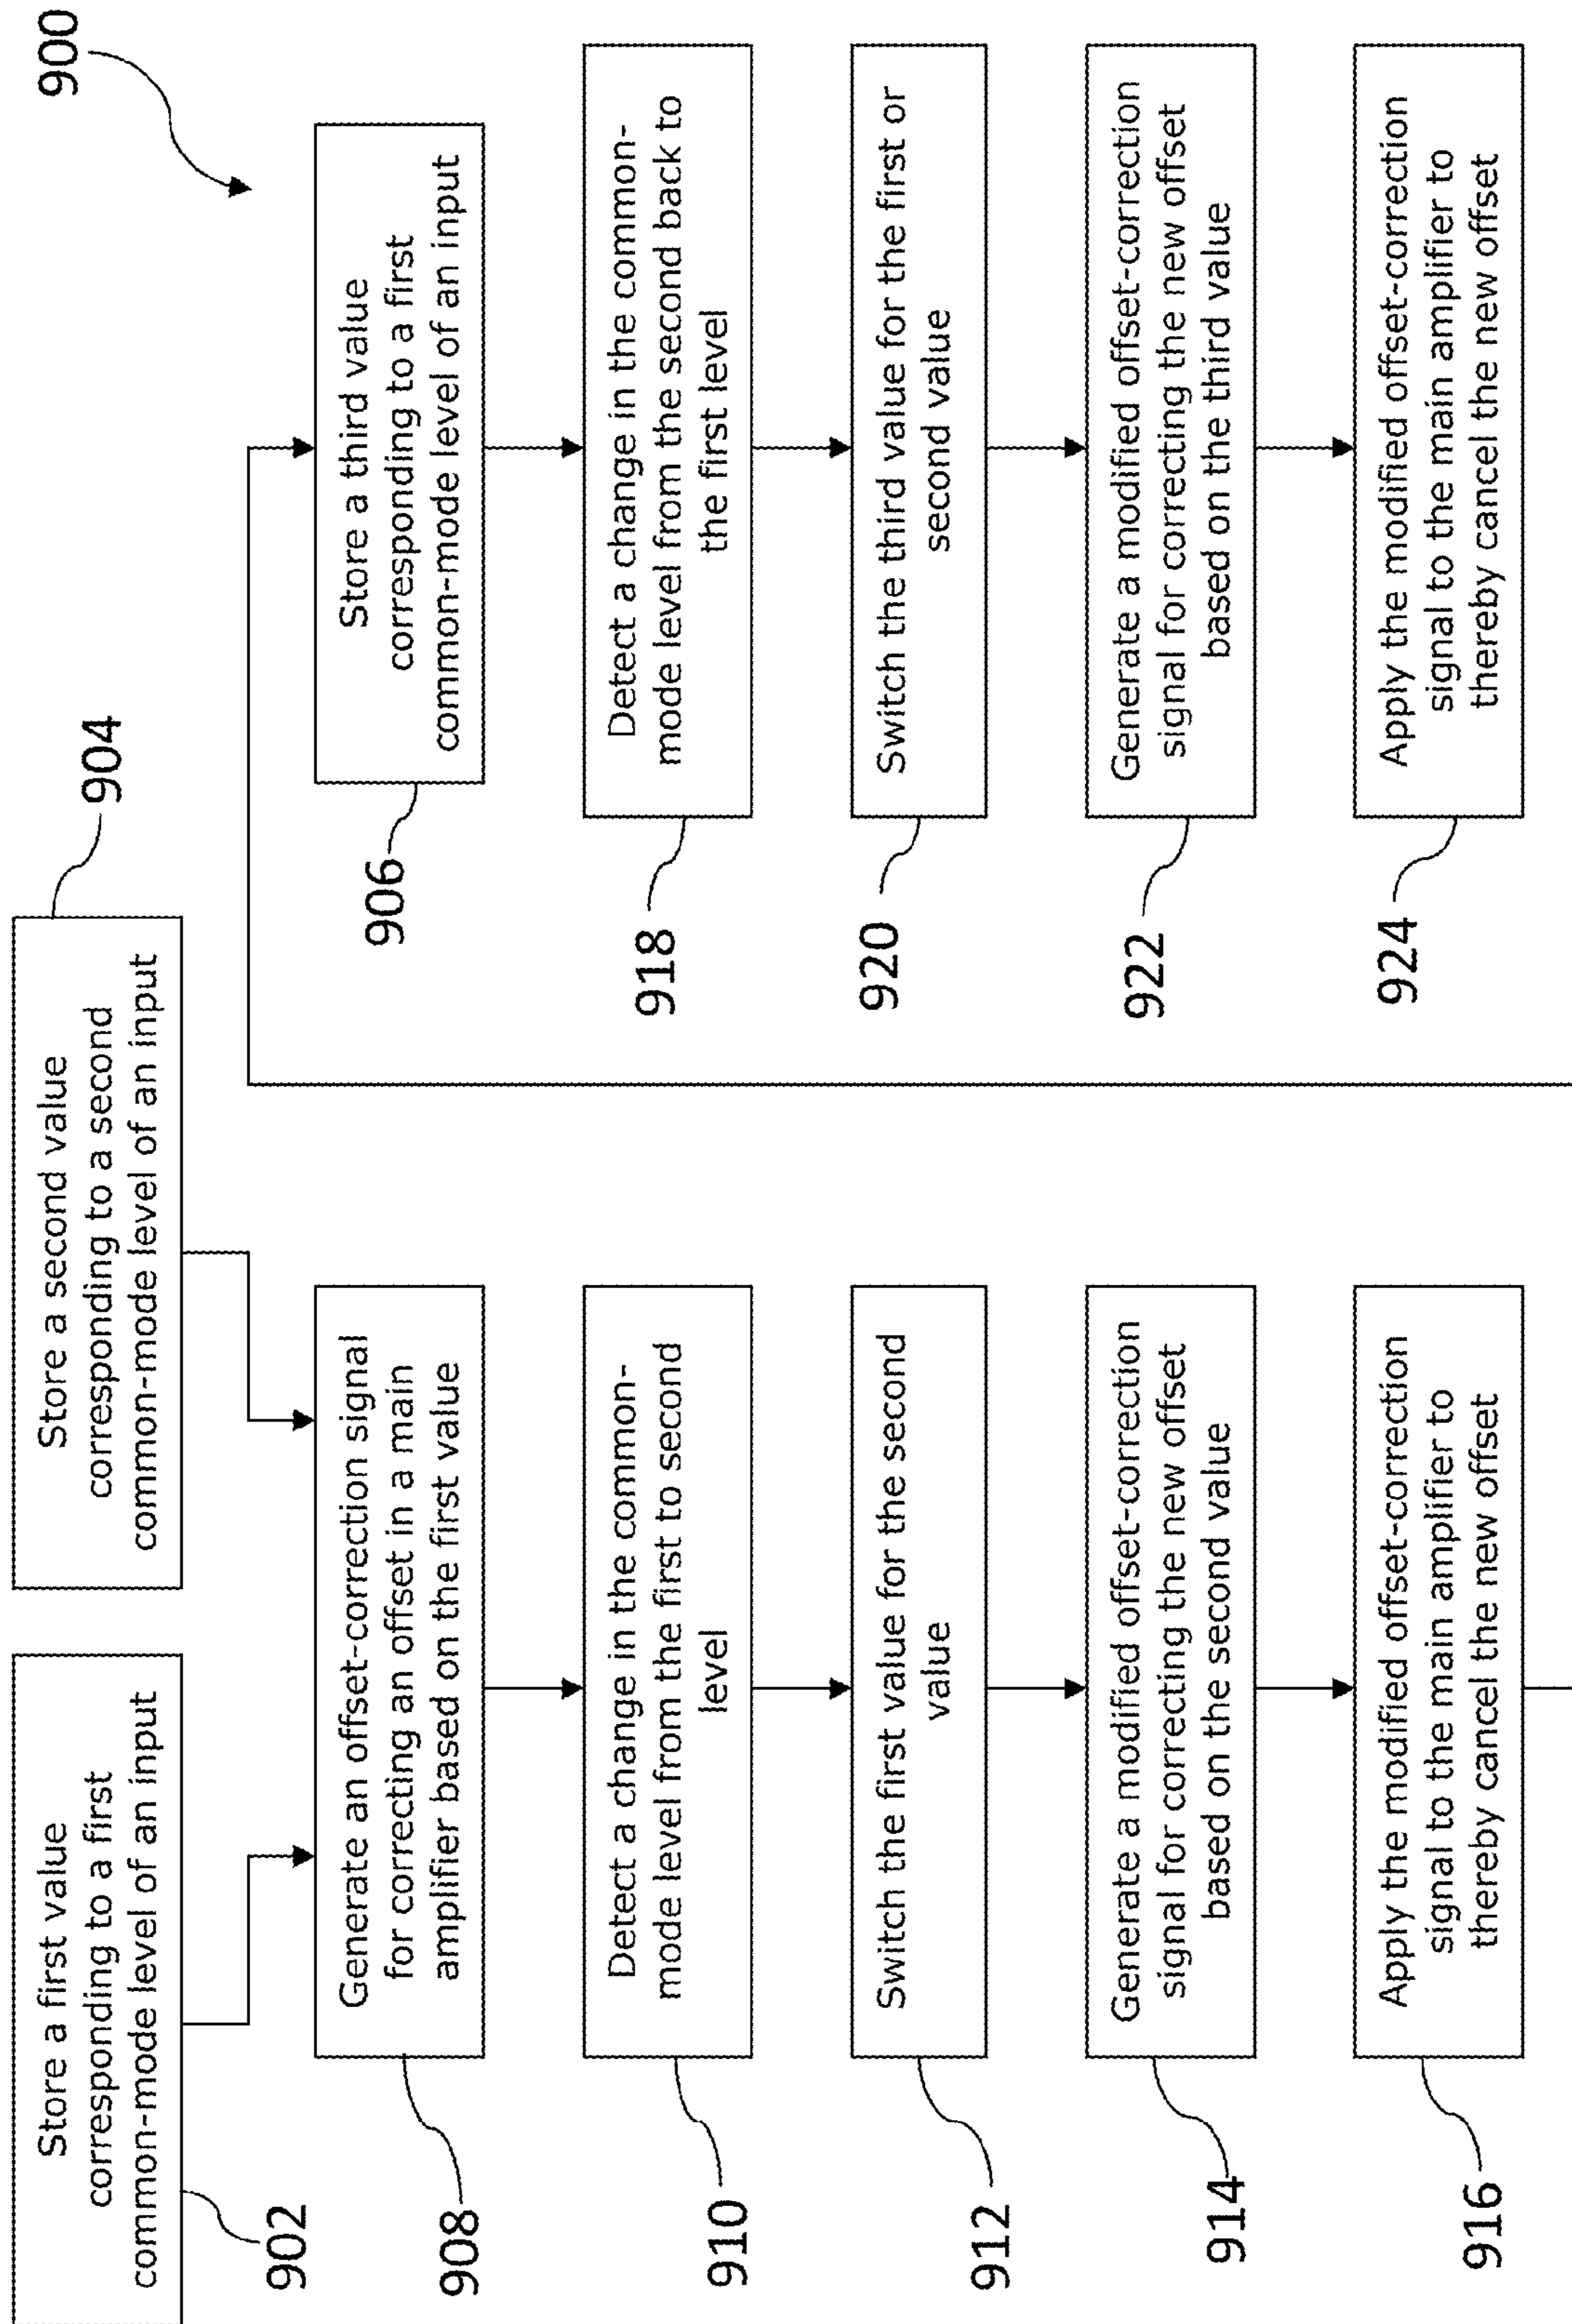 900
Store a first value
corresponding to a first
common-mode level of an input
902
Store a second value
corresponding to a second
common-mode level of an input
904
Generate an offset-correction signal
for correcting an offset in a main
amplifier based on the first value
908
Detect a change in the common-
mode level from the first to second
level
910
Switch the first value for the second
value
912
Generate a modified offset-correction
signal for correcting the new offset
based on the second value
914
Apply the modified offset-correction
signal to the main amplifier to
thereby cancel the new offset
916
Store a third value
corresponding to a first
common-mode level of an input
906
Detect a change in the common-
mode level from the second back to
the first level
918
Switch the third value for the first or
second value
920
Generate a modified offset-correction
signal for correcting the new offset
based on the third value
922
Apply the modified offset-correction
signal to the main amplifier to
thereby cancel the new offset
924